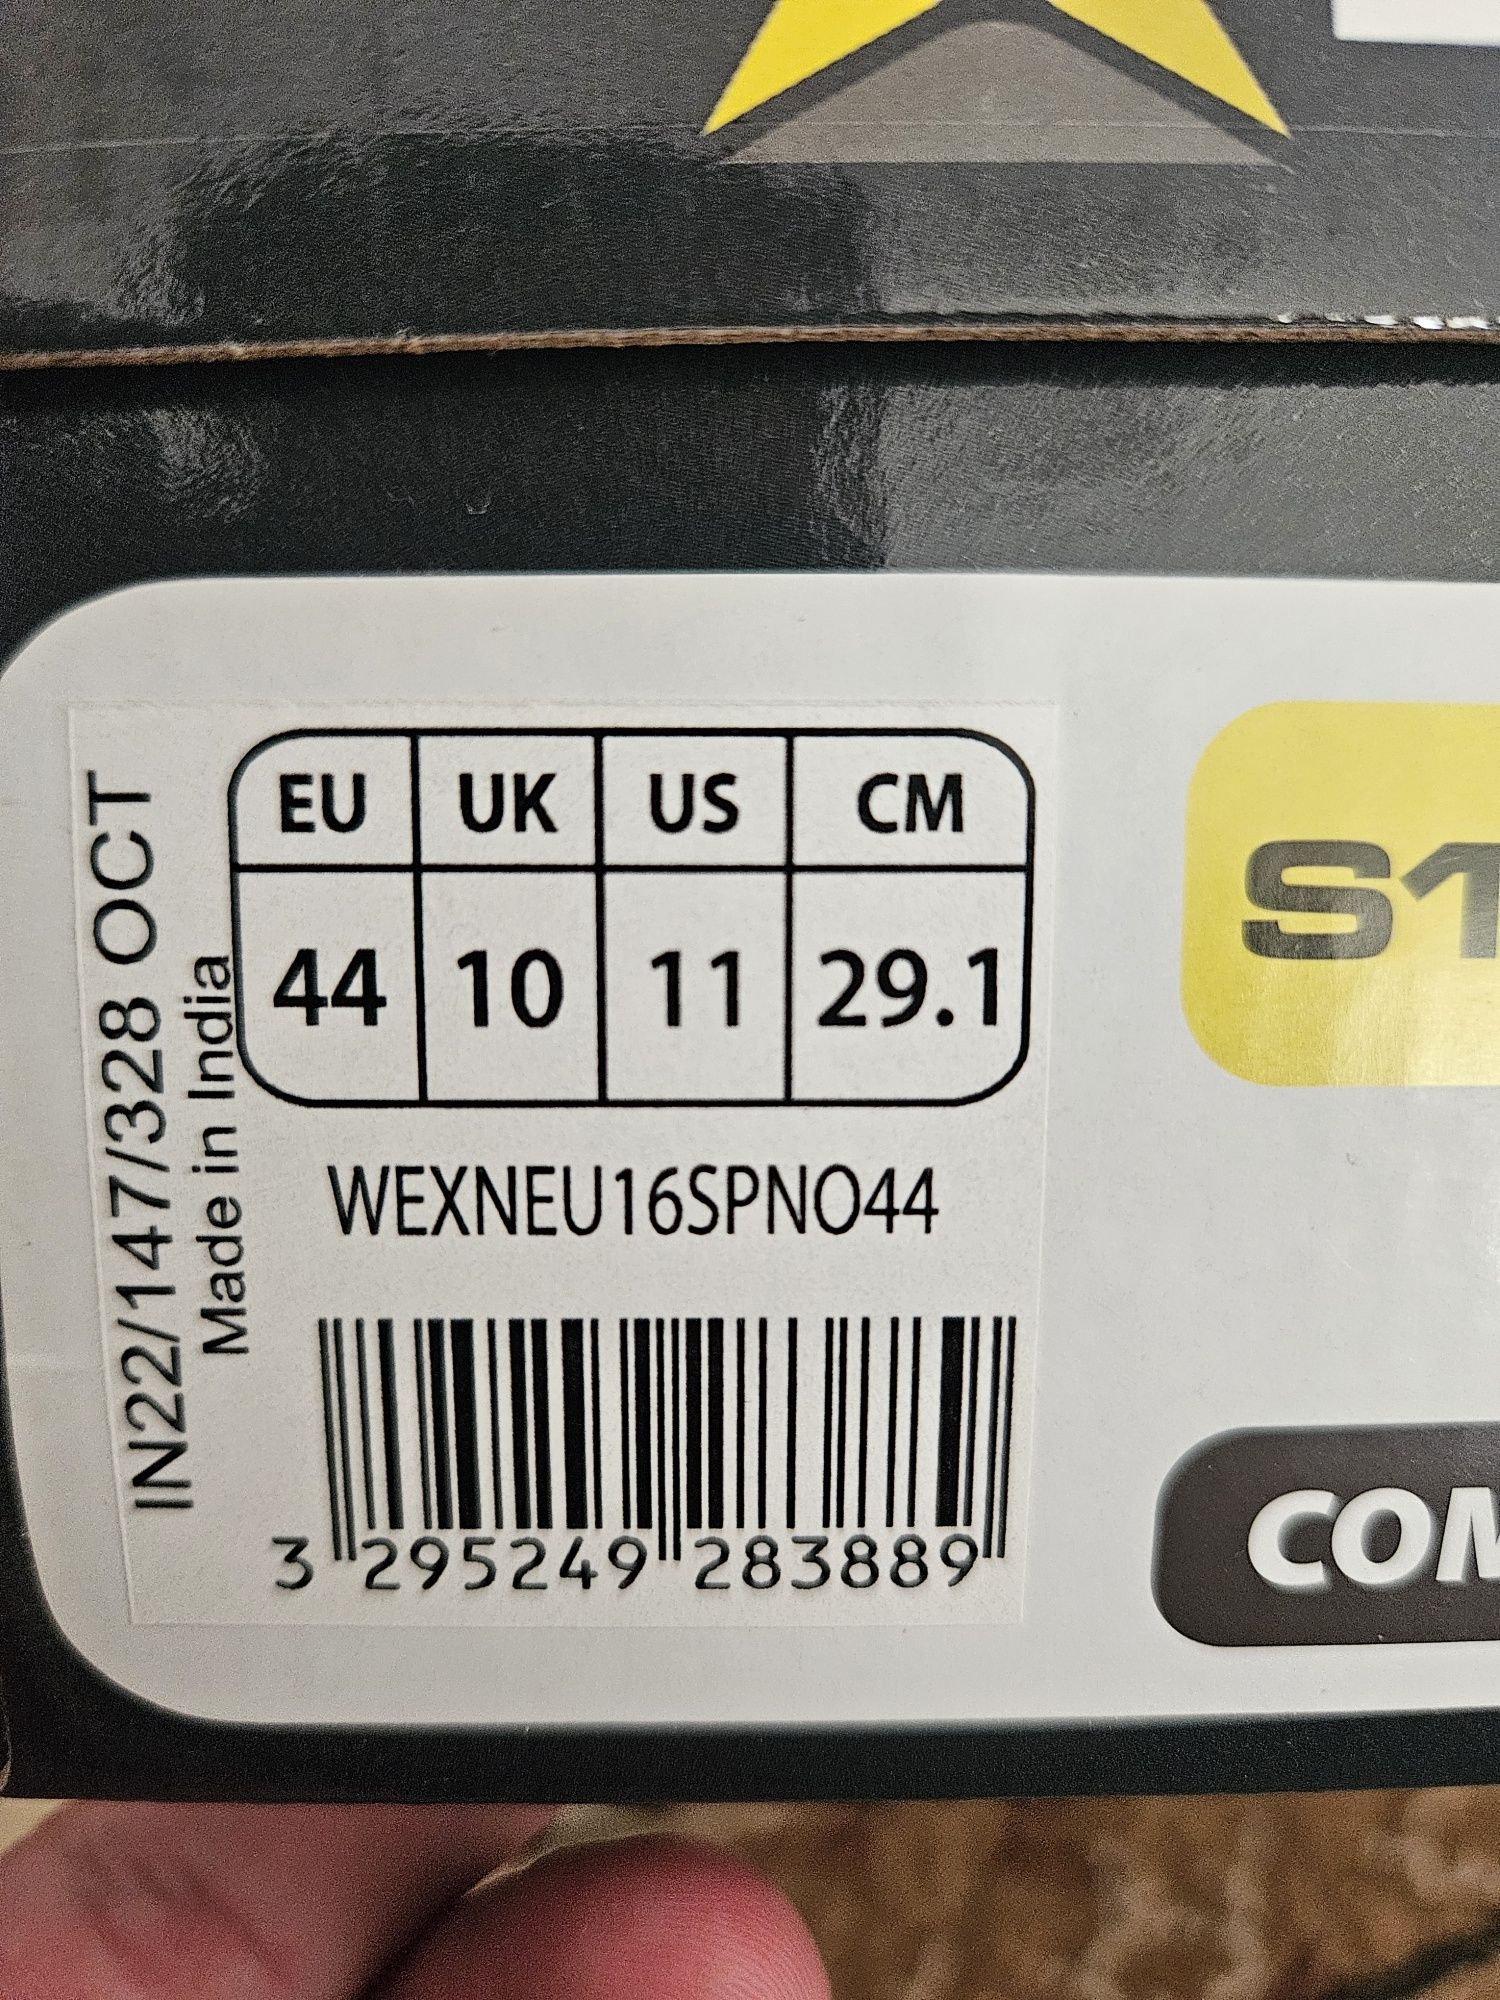 EU UK US CM
44 10 11 29.1
WEXNEU16SPNO44
3 295249 283889
IN22/147/328 OCT
Made in India
S1
COM